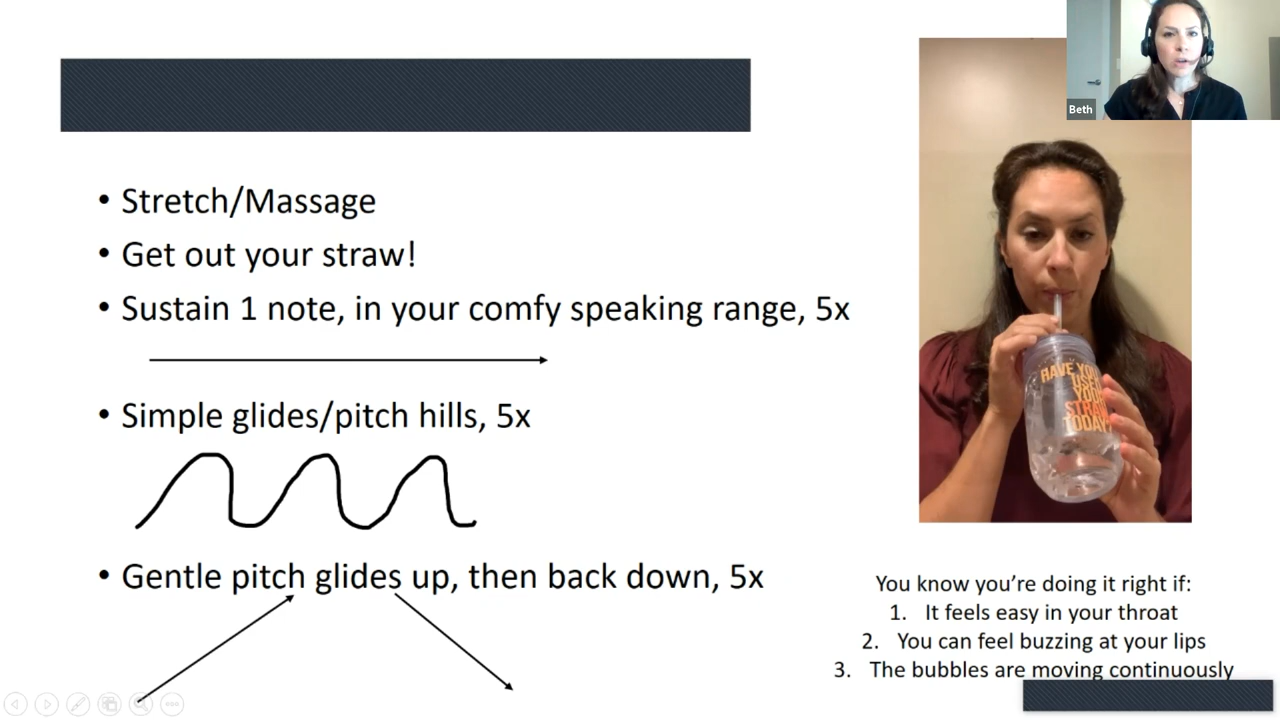 Beth
• Stretch/Massage
• Get out your straw!
• Sustain 1 note, in your comfy speaking range, 5x
• Simple glides/pitch hills, 5x
• Gentle pitch glides up, then back down, 5x
HAVE YOU
USED
YOUR
STRAW
TODAY?
You know you're doing it right if:
1. It feels easy in your throat
2. You can feel buzzing at your lips
3. The bubbles are moving continuously